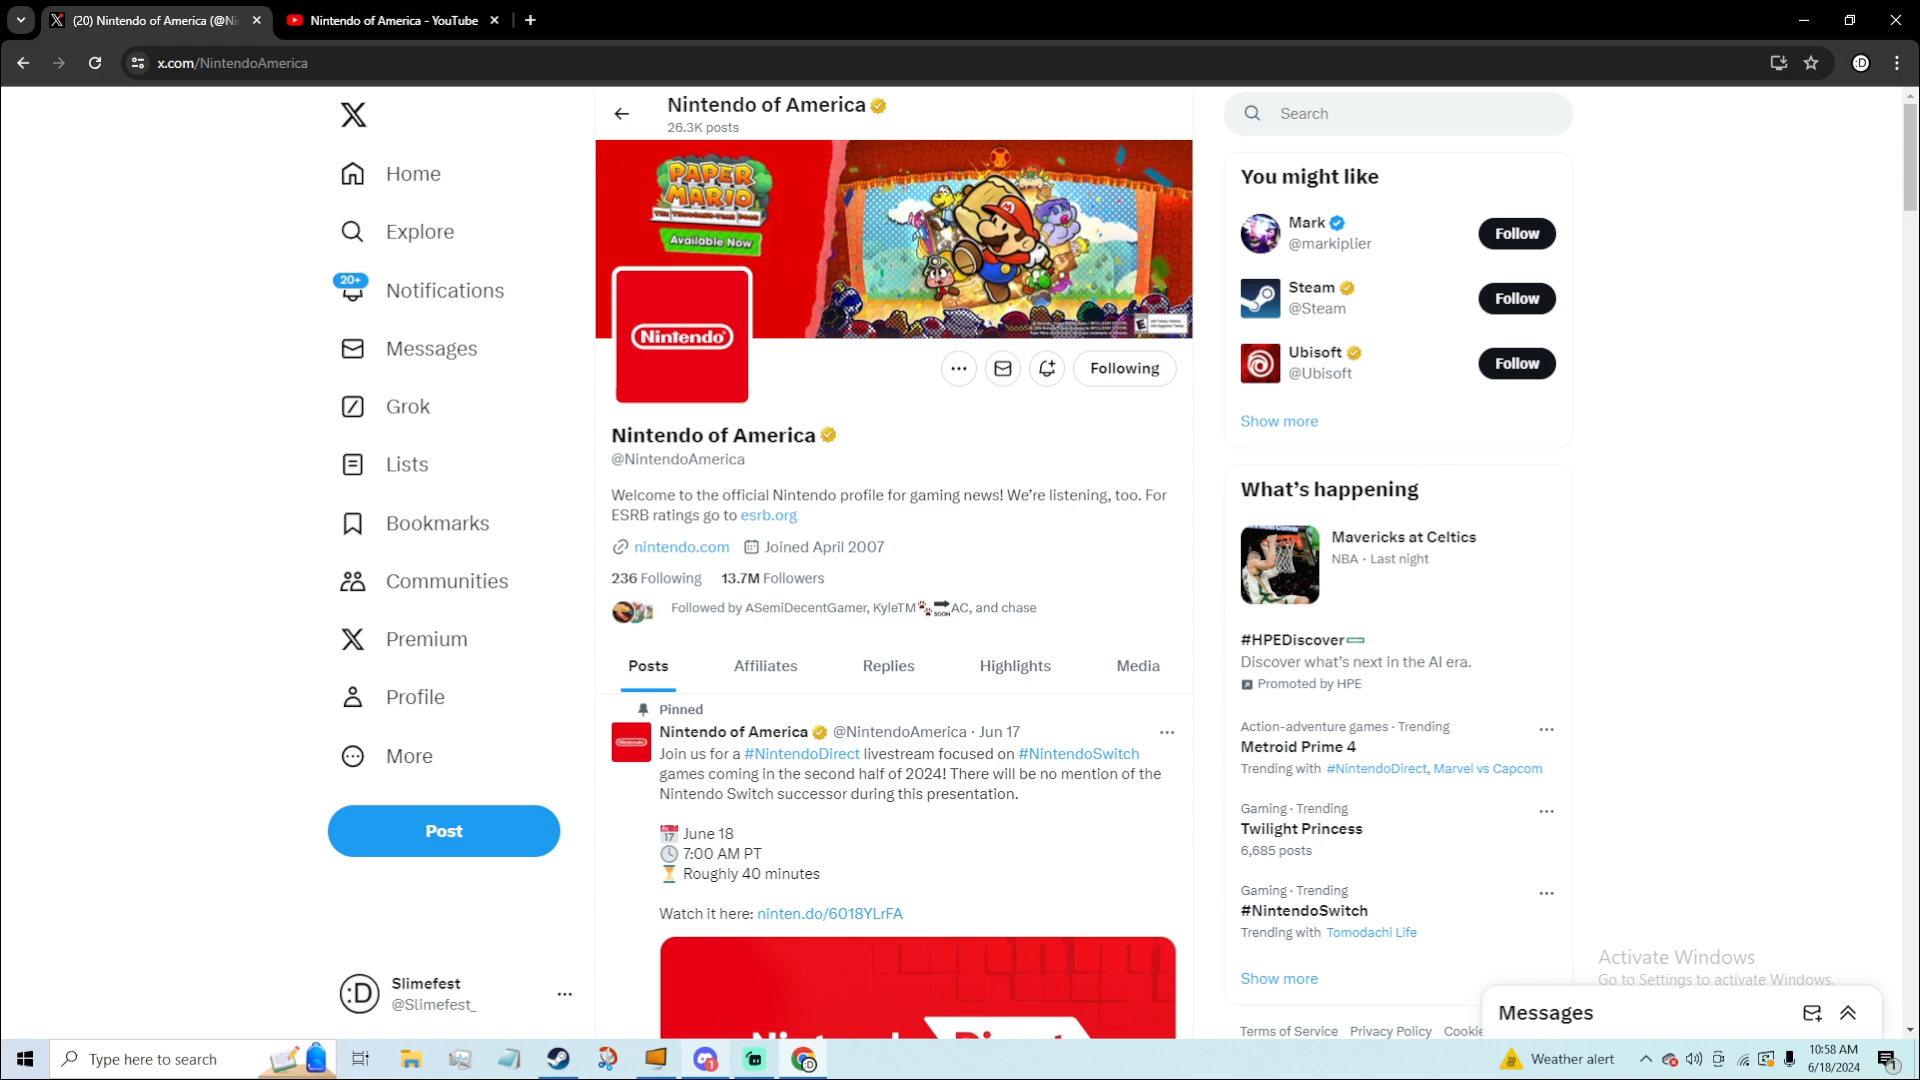 (20) Nintendo of America (@Ni
Nintendo of America - YouTube
x.com/NintendoAmerica
Home
Explore
20+
Notifications
Messages
Grok
Lists
Bookmarks
Communities
Premium
Profile
More
Post
Slimefest
@Slimefest_
Nintendo of America
26.3K posts
PAPER
MARIO
THE THOUSAND-YEAR DOOR
Available Now
Nintendo
Following
Nintendo of America
@NintendoAmerica
Welcome to the official Nintendo profile for gaming news! We're listening, too. For
ESRB ratings go to esrb.org
nintendo.com Joined April 2007
236 Following 13.7M Followers
Followed by ASemiDecentGamer, KyleTM🐾🔜AC, and chase
Posts Affiliates Replies Highlights Media
Pinned
Nintendo of America @NintendoAmerica · Jun 17
Join us for a #NintendoDirect livestream focused on #NintendoSwitch
games coming in the second half of 2024! There will be no mention of the
Nintendo Switch successor during this presentation.
📅 June 18
🕓 7:00 AM PT
⏳ Roughly 40 minutes
Watch it here: ninten.do/6018YLrFA
Search
You might like
Mark
@markiplier
Follow
Steam
@Steam
Follow
Ubisoft
@Ubisoft
Follow
Show more
What's happening
Mavericks at Celtics
NBA · Last night
#HPEDiscover
Discover what's next in the AI era.
Promoted by HPE
Action-adventure games · Trending
Metroid Prime 4
Trending with #NintendoDirect, Marvel vs Capcom
Gaming · Trending
Twilight Princess
6,685 posts
Gaming · Trending
#NintendoSwitch
Trending with Tomodachi Life
Show more
Terms of Service Privacy Policy Cookie
Activate Windows
Go to Settings to activate Windows.
Messages
Type here to search
Weather alert
10:58 AM
6/18/2024